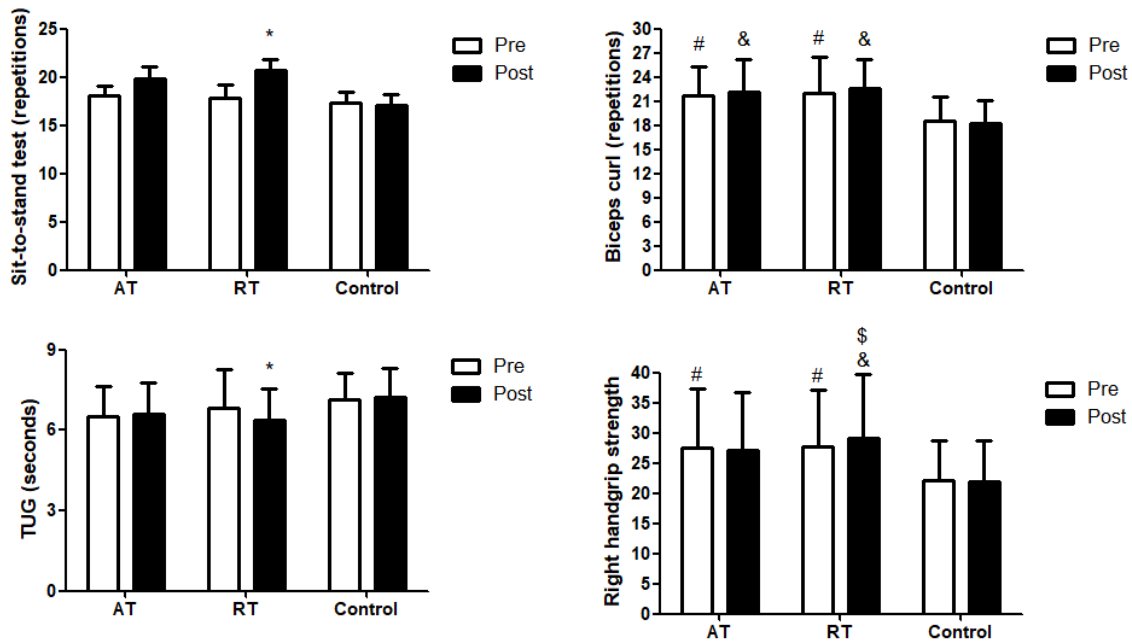 Sit-to-stand test (repetitions)
25
20
15
10
5
0
*
AT
RT
Control
Pre
Post
Biceps curl (repetitions)
30
27
24
21
18
15
12
9
6
3
0
#
&
#
&
AT
RT
Control
Pre
Post
TUG (seconds)
9
6
3
0
*
AT
RT
Control
Pre
Post
Right handgrip strength
40
35
30
25
20
15
10
5
0
#
#
$
&
AT
RT
Control
Pre
Post